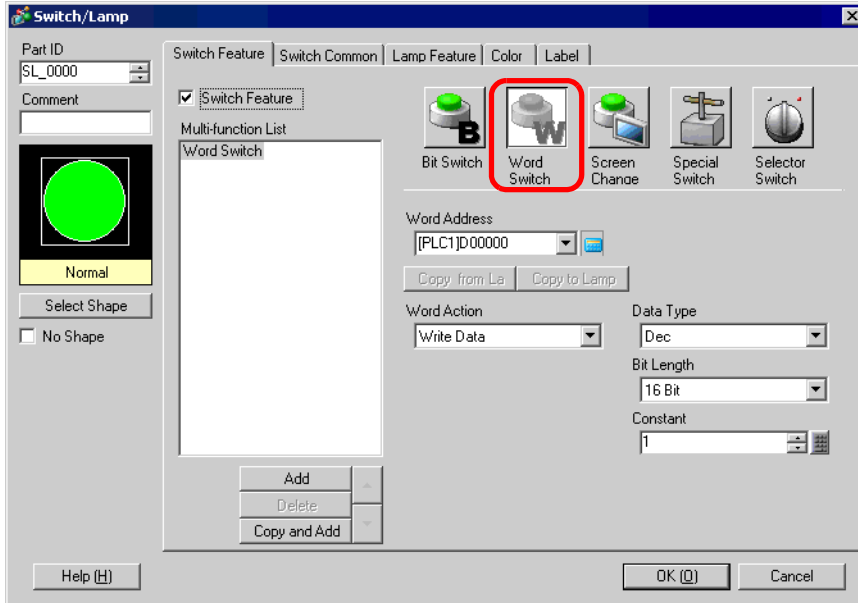 Switch/Lamp
Part ID
SL_0000
Comment
Normal
Select Shape
No Shape
Switch Feature
Switch Common
Lamp Feature
Color
Label
Switch Feature
Multi-function List
Word Switch
Add
Delete
Copy and Add
B
Bit Switch
W
Word
Switch
Screen
Change
Special
Switch
Selector
Switch
Word Address
[PLC1]D00000
Copy from La
Copy to Lamp
Word Action
Write Data
Data Type
Dec
Bit Length
16 Bit
Constant
1
Help (H)
OK (O)
Cancel